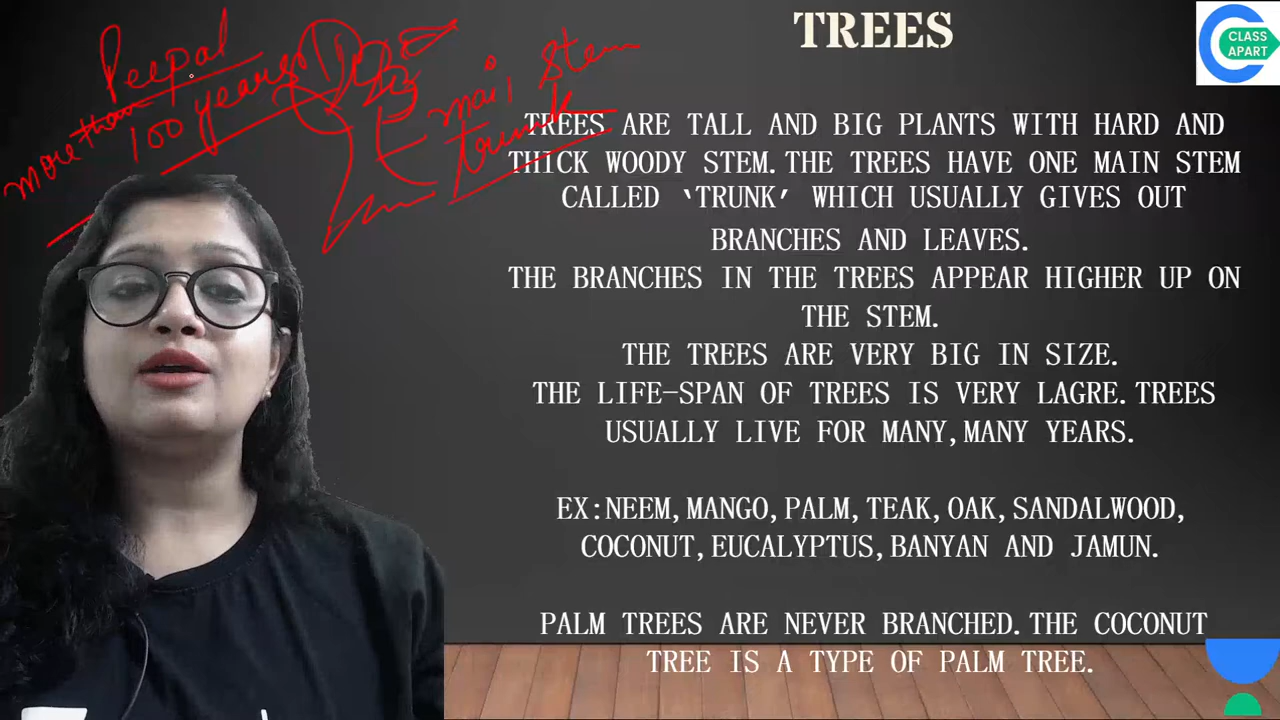 TREES
CLASS
APART
Peepal
more than
100 years
main stem
trunk
TREES ARE TALL AND BIG PLANTS WITH HARD AND
THICK WOODY STEM. THE TREES HAVE ONE MAIN STEM
CALLED ‘TRUNK’ WHICH USUALLY GIVES OUT
BRANCHES AND LEAVES.
THE BRANCHES IN THE TREES APPEAR HIGHER UP ON
THE STEM.
THE TREES ARE VERY BIG IN SIZE.
THE LIFE-SPAN OF TREES IS VERY LAGRE. TREES
USUALLY LIVE FOR MANY, MANY YEARS.
EX:NEEM, MANGO, PALM, TEAK, OAK, SANDALWOOD,
COCONUT, EUCALYPTUS, BANYAN AND JAMUN.
PALM TREES ARE NEVER BRANCHED. THE COCONUT
TREE IS A TYPE OF PALM TREE.